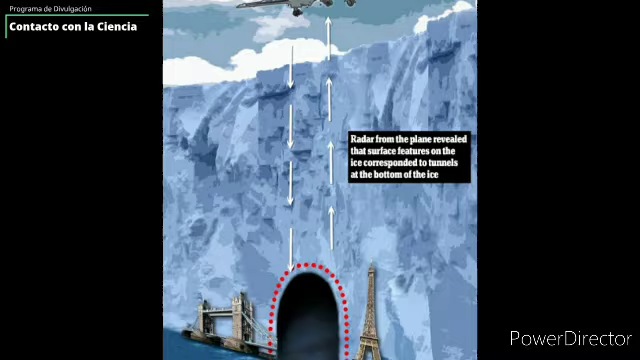 Programa de Divulgación
Contacto con la Ciencia
Radar from the plane revealed
that surface features on the
ice corresponded to tunnels
at the bottom of the ice
PowerDirector